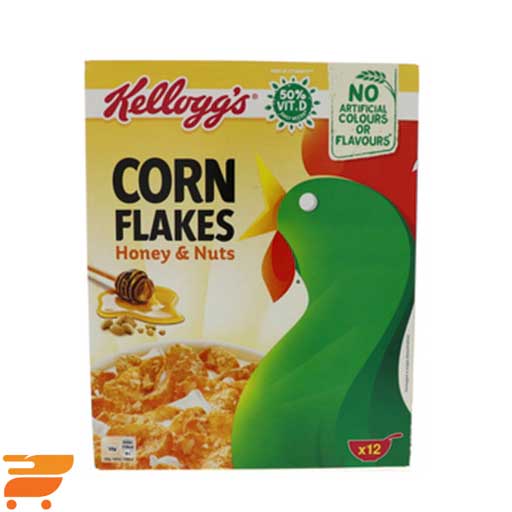 Kellogg's®
50%
VIT.D
NO
ARTIFICIAL
COLOURS
OR
FLAVOURS*
CORN
FLAKES
Honey & Nuts
x12